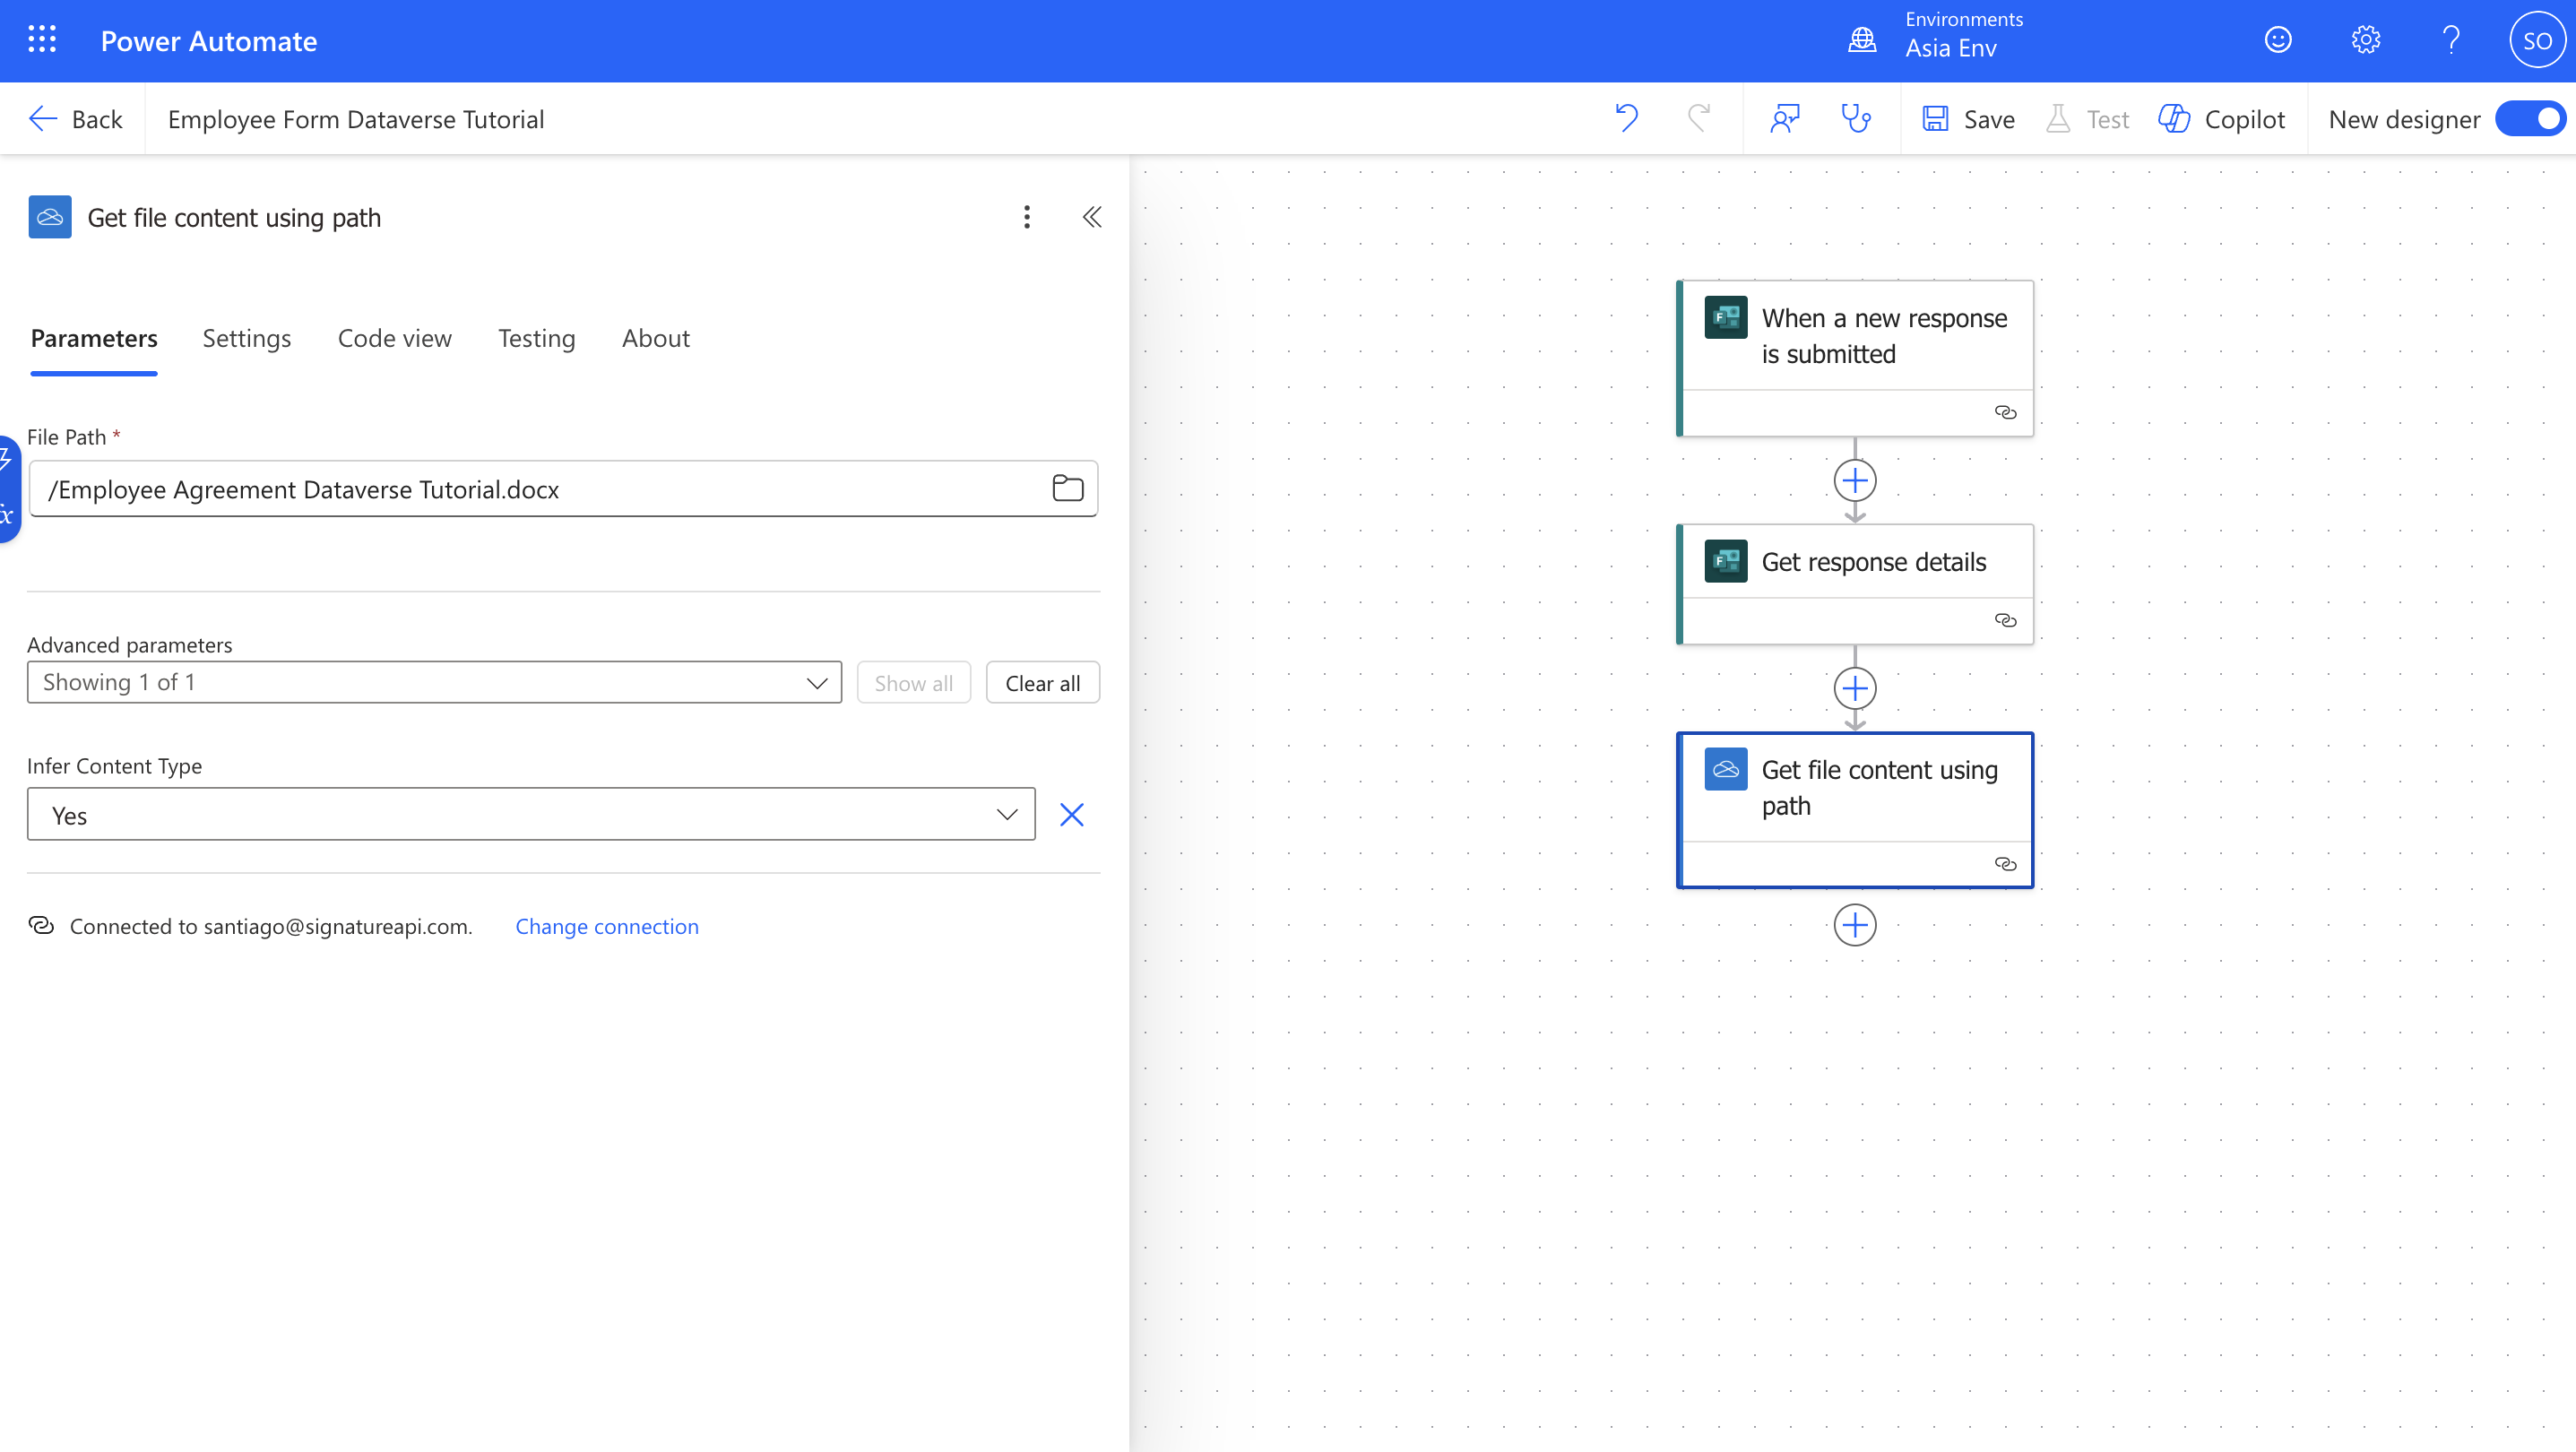 Power Automate
Environments
Asia Env
SO
Back
Employee Form Dataverse Tutorial
Save
Test
Copilot
New designer
Get file content using path
Parameters
Settings
Code view
Testing
About
File Path *
/Employee Agreement Dataverse Tutorial.docx
Advanced parameters
Showing 1 of 1
Show all
Clear all
Infer Content Type
Yes
Connected to santiago@signatureapi.com.
Change connection
When a new response
is submitted
Get response details
Get file content using
path